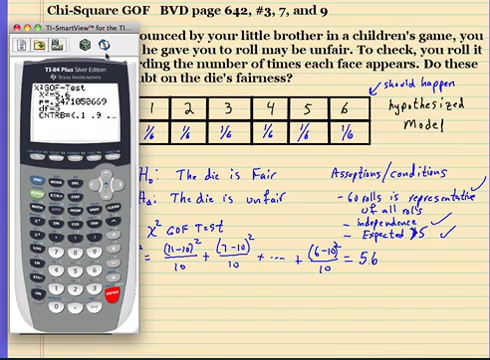 Chi-Square GOF BVD page 642, #3, 7, and 9
TI-SmartView™ for the TI...
ounced by your little brother in a children's game, you
he gave you to roll may be unfair. To check, you roll it
rding the number of times each face appears. Do these
ubt on the die's fairness?
TI-84 Plus Silver Edition
TEXAS INSTRUMENTS
X²GOF-Test
X²=5.6
P=.3471050669
df=5
CNTRB={.1 .9 ...
should happen
1 2 3 4 5 6
1/6 1/6 1/6 1/6 1/6 1/6
hypothesized
Model
H₀: The die is Fair
Hₐ: The die is unfair
Assumptions/conditions
- 60 rolls is representative ✓
of all rolls
- independence ✓
- Expected ≥5 ✓
χ² GOF Test
= (11-10)²/10 + (7-10)²/10 + .... + (6-10)²/10 = 5.6